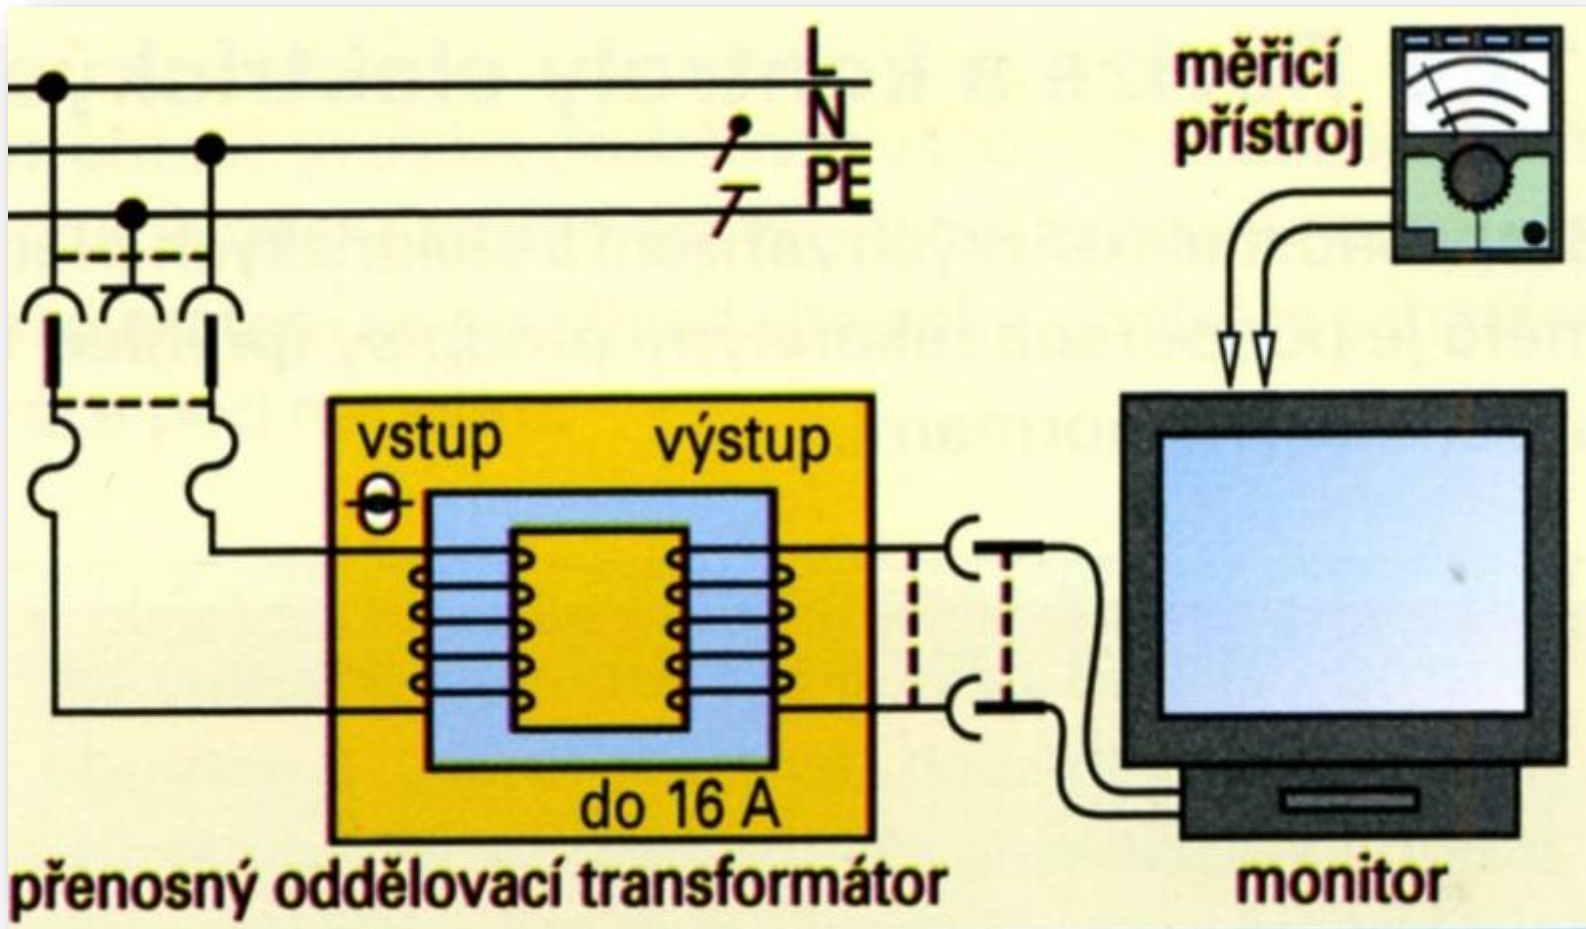 L
N
PE
měřicí
přístroj
vstup
výstup
do 16 A
přenosný oddělovací transformátor
monitor